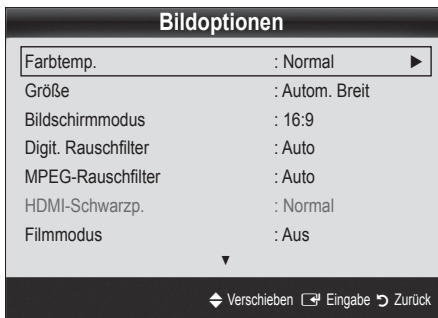 Bildoptionen
Farbtemp. : Normal ►
Größe : Autom. Breit
Bildschirmmodus : 16:9
Digit. Rauschfilter : Auto
MPEG-Rauschfilter : Auto
HDMI-Schwarzp. : Normal
Filmmodus : Aus
▼
Verschieben Eingabe Zurück